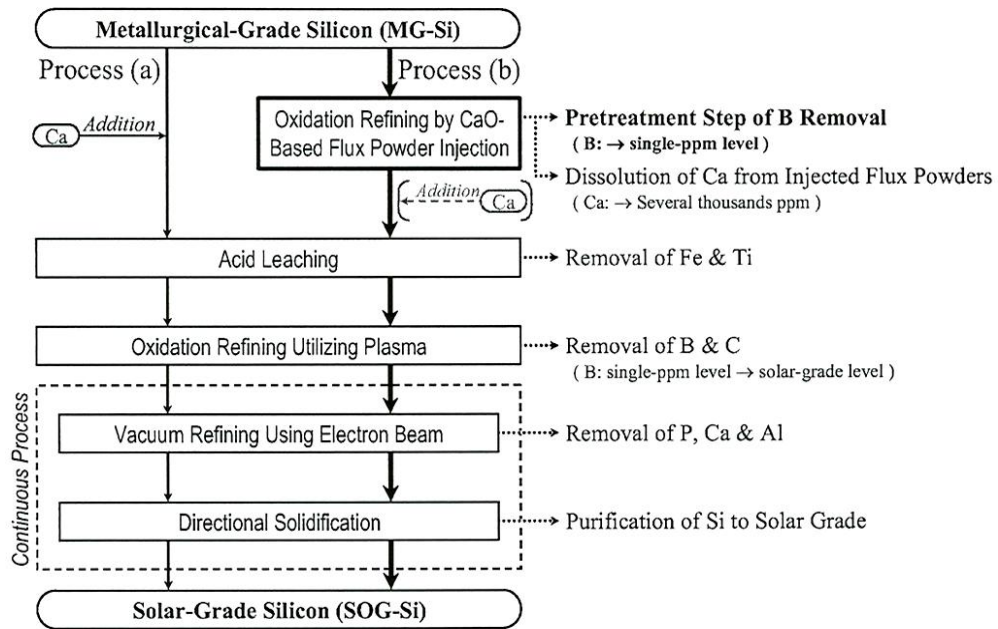 Metallurgical-Grade Silicon (MG-Si)
Process (a)
Process (b)
Ca
Addition
Oxidation Refining by CaO-
Based Flux Powder Injection
Pretreatment Step of B Removal
( B: → single-ppm level )
Dissolution of Ca from Injected Flux Powders
( Ca: → Several thousands ppm )
Addition
Ca
Acid Leaching
Removal of Fe & Ti
Oxidation Refining Utilizing Plasma
Removal of B & C
( B: single-ppm level → solar-grade level )
Continuous Process
Vacuum Refining Using Electron Beam
Removal of P, Ca & Al
Directional Solidification
Purification of Si to Solar Grade
Solar-Grade Silicon (SOG-Si)